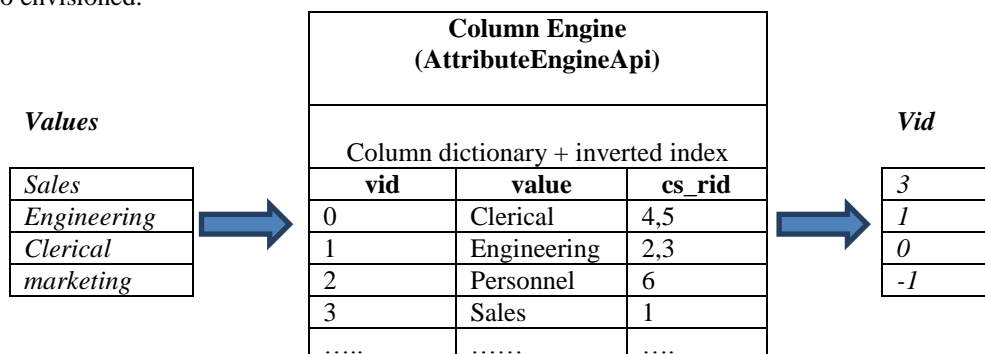 o envisioned.
Column Engine
(AttributeEngineApi)
Values
Vid
Column dictionary + inverted index
vid value cs_rid
Sales
Engineering
Clerical
marketing
0 Clerical 4,5
1 Engineering 2,3
2 Personnel 6
3 Sales 1
….. …… ….
3
1
0
-1